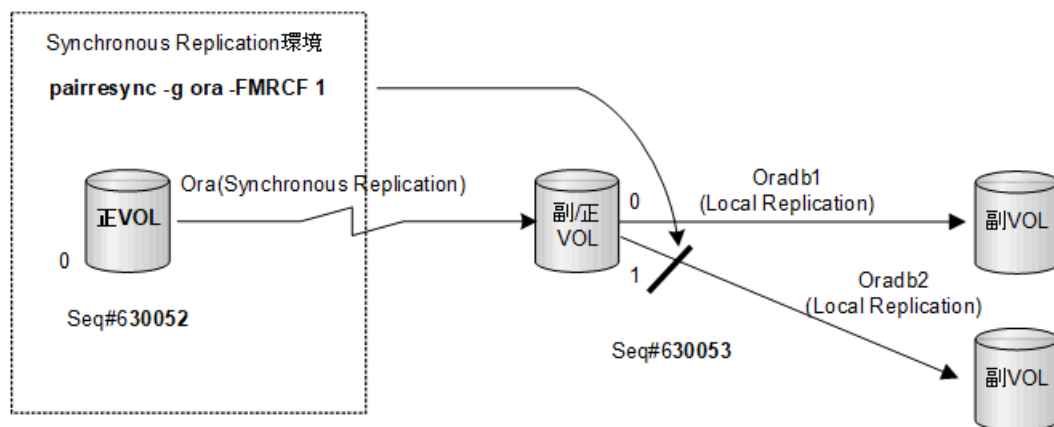 Synchronous Replication環境
pairresync -g ora -FMRCF 1
Ora(Synchronous Replication)
正VOL
0
Seq#630052
副/正
VOL
0
1
Oradb1
(Local Replication)
副VOL
Oradb2
(Local Replication)
Seq#630053
副VOL